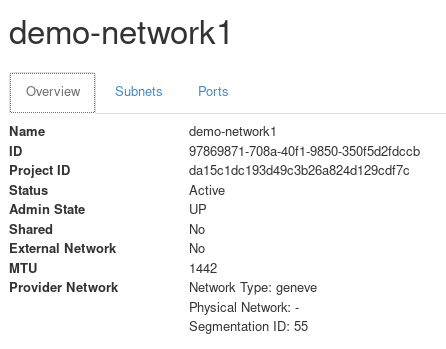 demo-network1
Overview Subnets Ports
Name demo-network1
ID 97869871-708a-40f1-9850-350f5d2fdccb
Project ID da15c1dc193d49c3b26a824d129cdf7c
Status Active
Admin State UP
Shared No
External Network No
MTU 1442
Provider Network Network Type: geneve
Physical Network: -
Segmentation ID: 55